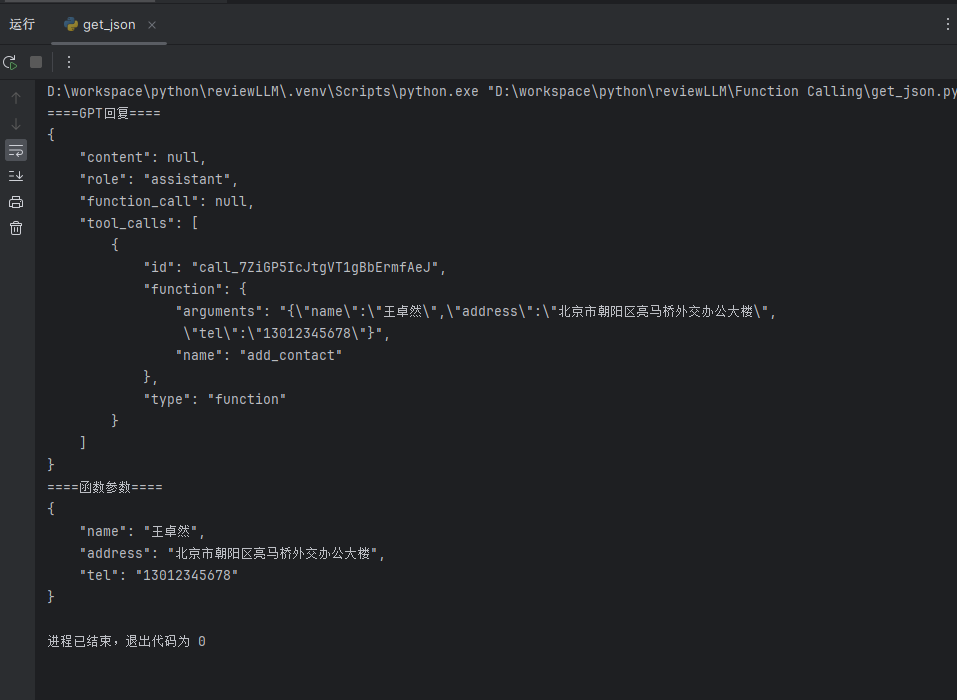 运行
get_json
D:\workspace\python\reviewLLM\.venv\Scripts\python.exe "D:\workspace\python\reviewLLM\Function Calling\get_json.py
====GPT回复====
{
    "content": null,
    "role": "assistant",
    "function_call": null,
    "tool_calls": [
        {
            "id": "call_7ZiGP5IcJtgVT1gBbErmfAeJ",
            "function": {
                "arguments": "{\"name\":\"王卓然\",\"address\":\"北京市朝阳区亮马桥外交办公大楼\",
                 \"tel\":\"13012345678\"}",
                "name": "add_contact"
            },
            "type": "function"
        }
    ]
}
====函数参数====
{
    "name": "王卓然",
    "address": "北京市朝阳区亮马桥外交办公大楼",
    "tel": "13012345678"
}
进程已结束，退出代码为 0